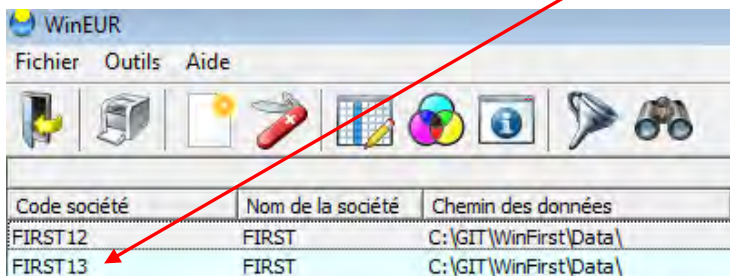 WinEUR
Fichier Outils Aide
Code société Nom de la société Chemin des données
FIRST12 FIRST C:\GIT\WinFirst\Data\
FIRST13 FIRST C:\GIT\WinFirst\Data\